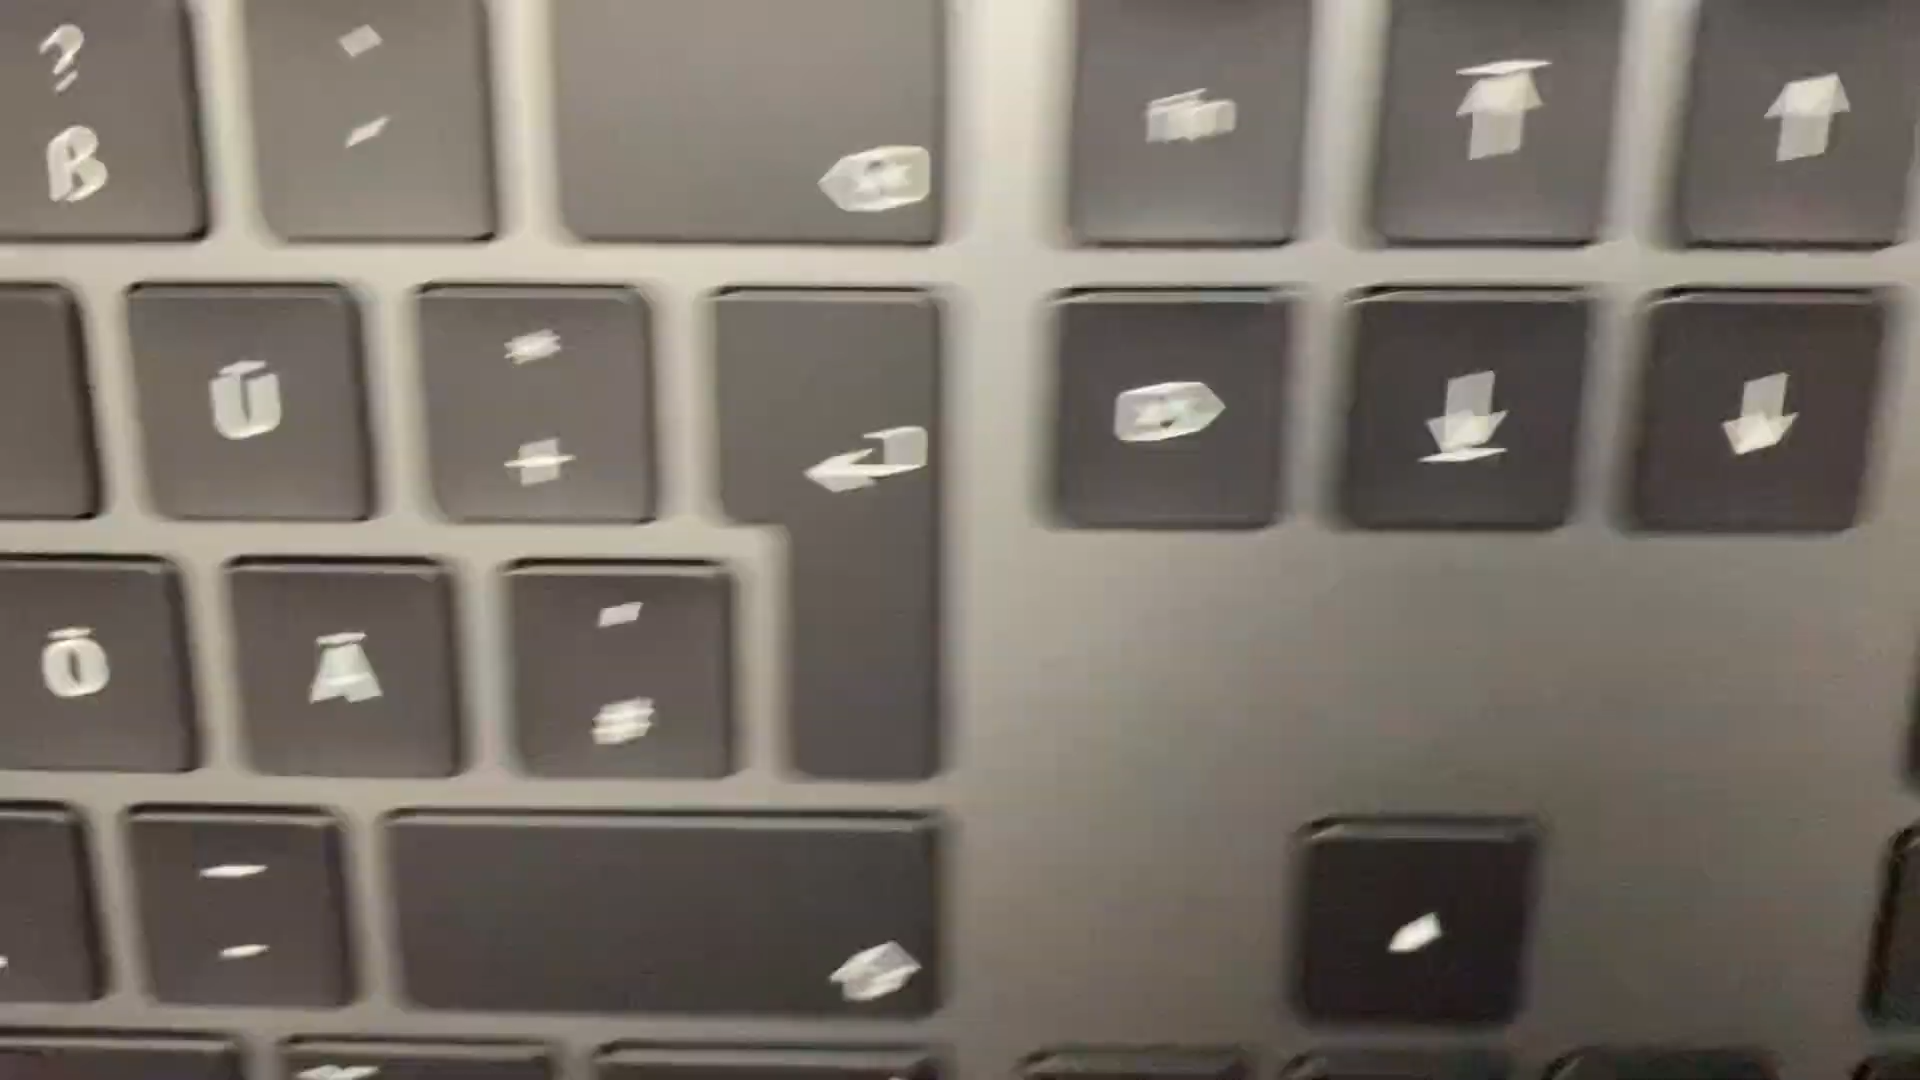 ?
ß
Ü
*
+
Ö
Ä
'
#